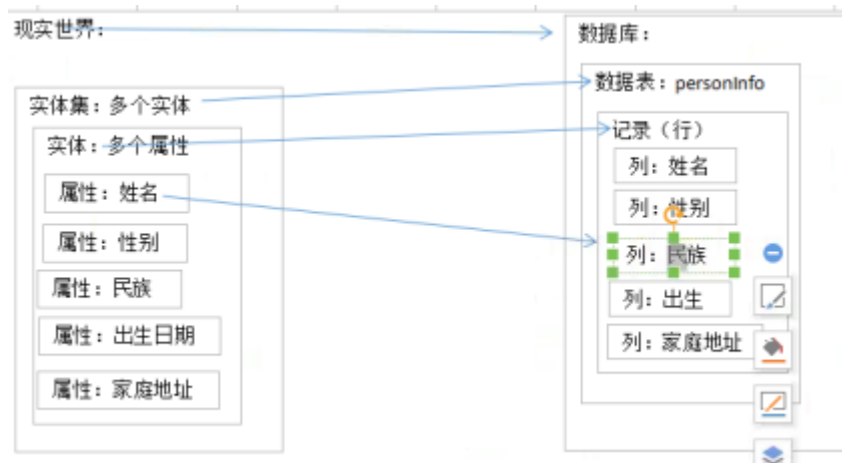 现实世界：
实体集：多个实体
实体：多个属性
属性：姓名
属性：性别
属性：民族
属性：出生日期
属性：家庭地址
数据库：
数据表：personInfo
记录（行）
列：姓名
列：性别
列：民族
列：出生
列：家庭地址